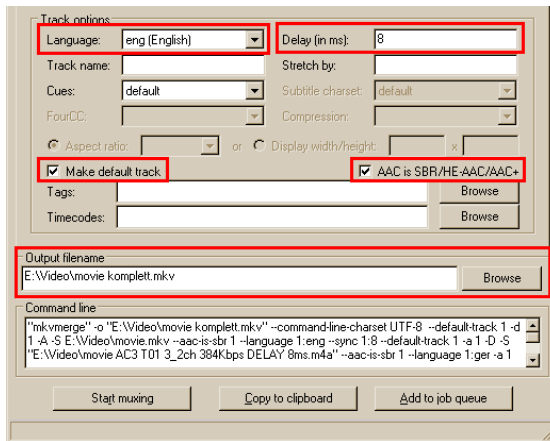 Track options
Language: eng (English) Delay (in ms): 8
Track name: Stretch by:
Cues: default Subtitle charset: default
FourCC: Compression:
Aspect ratio: or Display width/height: x
Make default track AAC is SBR/HE-AAC/AAC+
Tags: Browse
Timecodes: Browse
Output filename
E:\Video\movie komplett.mkv Browse
Command line
"mkvmerge" -o "E:\Video\movie komplett.mkv" --command-line-charset UTF-8 --default-track 1 -d
1 -A -S E:\Video\movie.mkv --aac-is-sbr 1 --language 1:eng --sync 1:8 --default-track 1 -a 1 -D -S
"E:\Video\movie AC3 T01 3_2ch 384Kbps DELAY 8ms.m4a" --aac-is-sbr 1 --language 1:ger -a 1
Start muxing Copy to clipboard Add to job queue